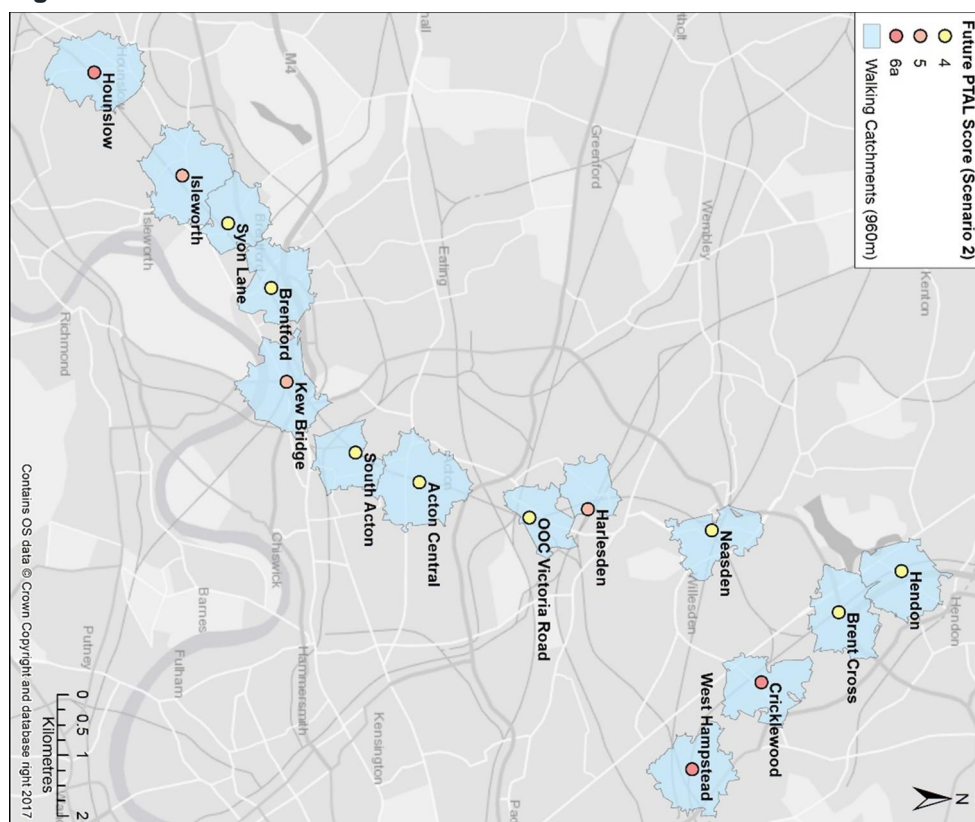 Future PTAL Score (Scenario 2)
4
5
6a
Walking Catchments (960m)
N
Kenton
Hendon
Hendon
Brent Cross
Wembley
Neasden
Cricklewood
Willesden
West Hampstead
Greenford
Harlesden
OOC Victoria Road
Ealing
Acton Central
Kensington
M4
South Acton
Hammersmith
Chiswick
Kew Bridge
Brentford
Syon Lane
Hounslow
Hounslow
Isleworth
Isleworth
Barnes
Fulham
Richmond
Putney
0 0.5 1 2
Kilometres
Contains OS data © Crown Copyright and database right 2017